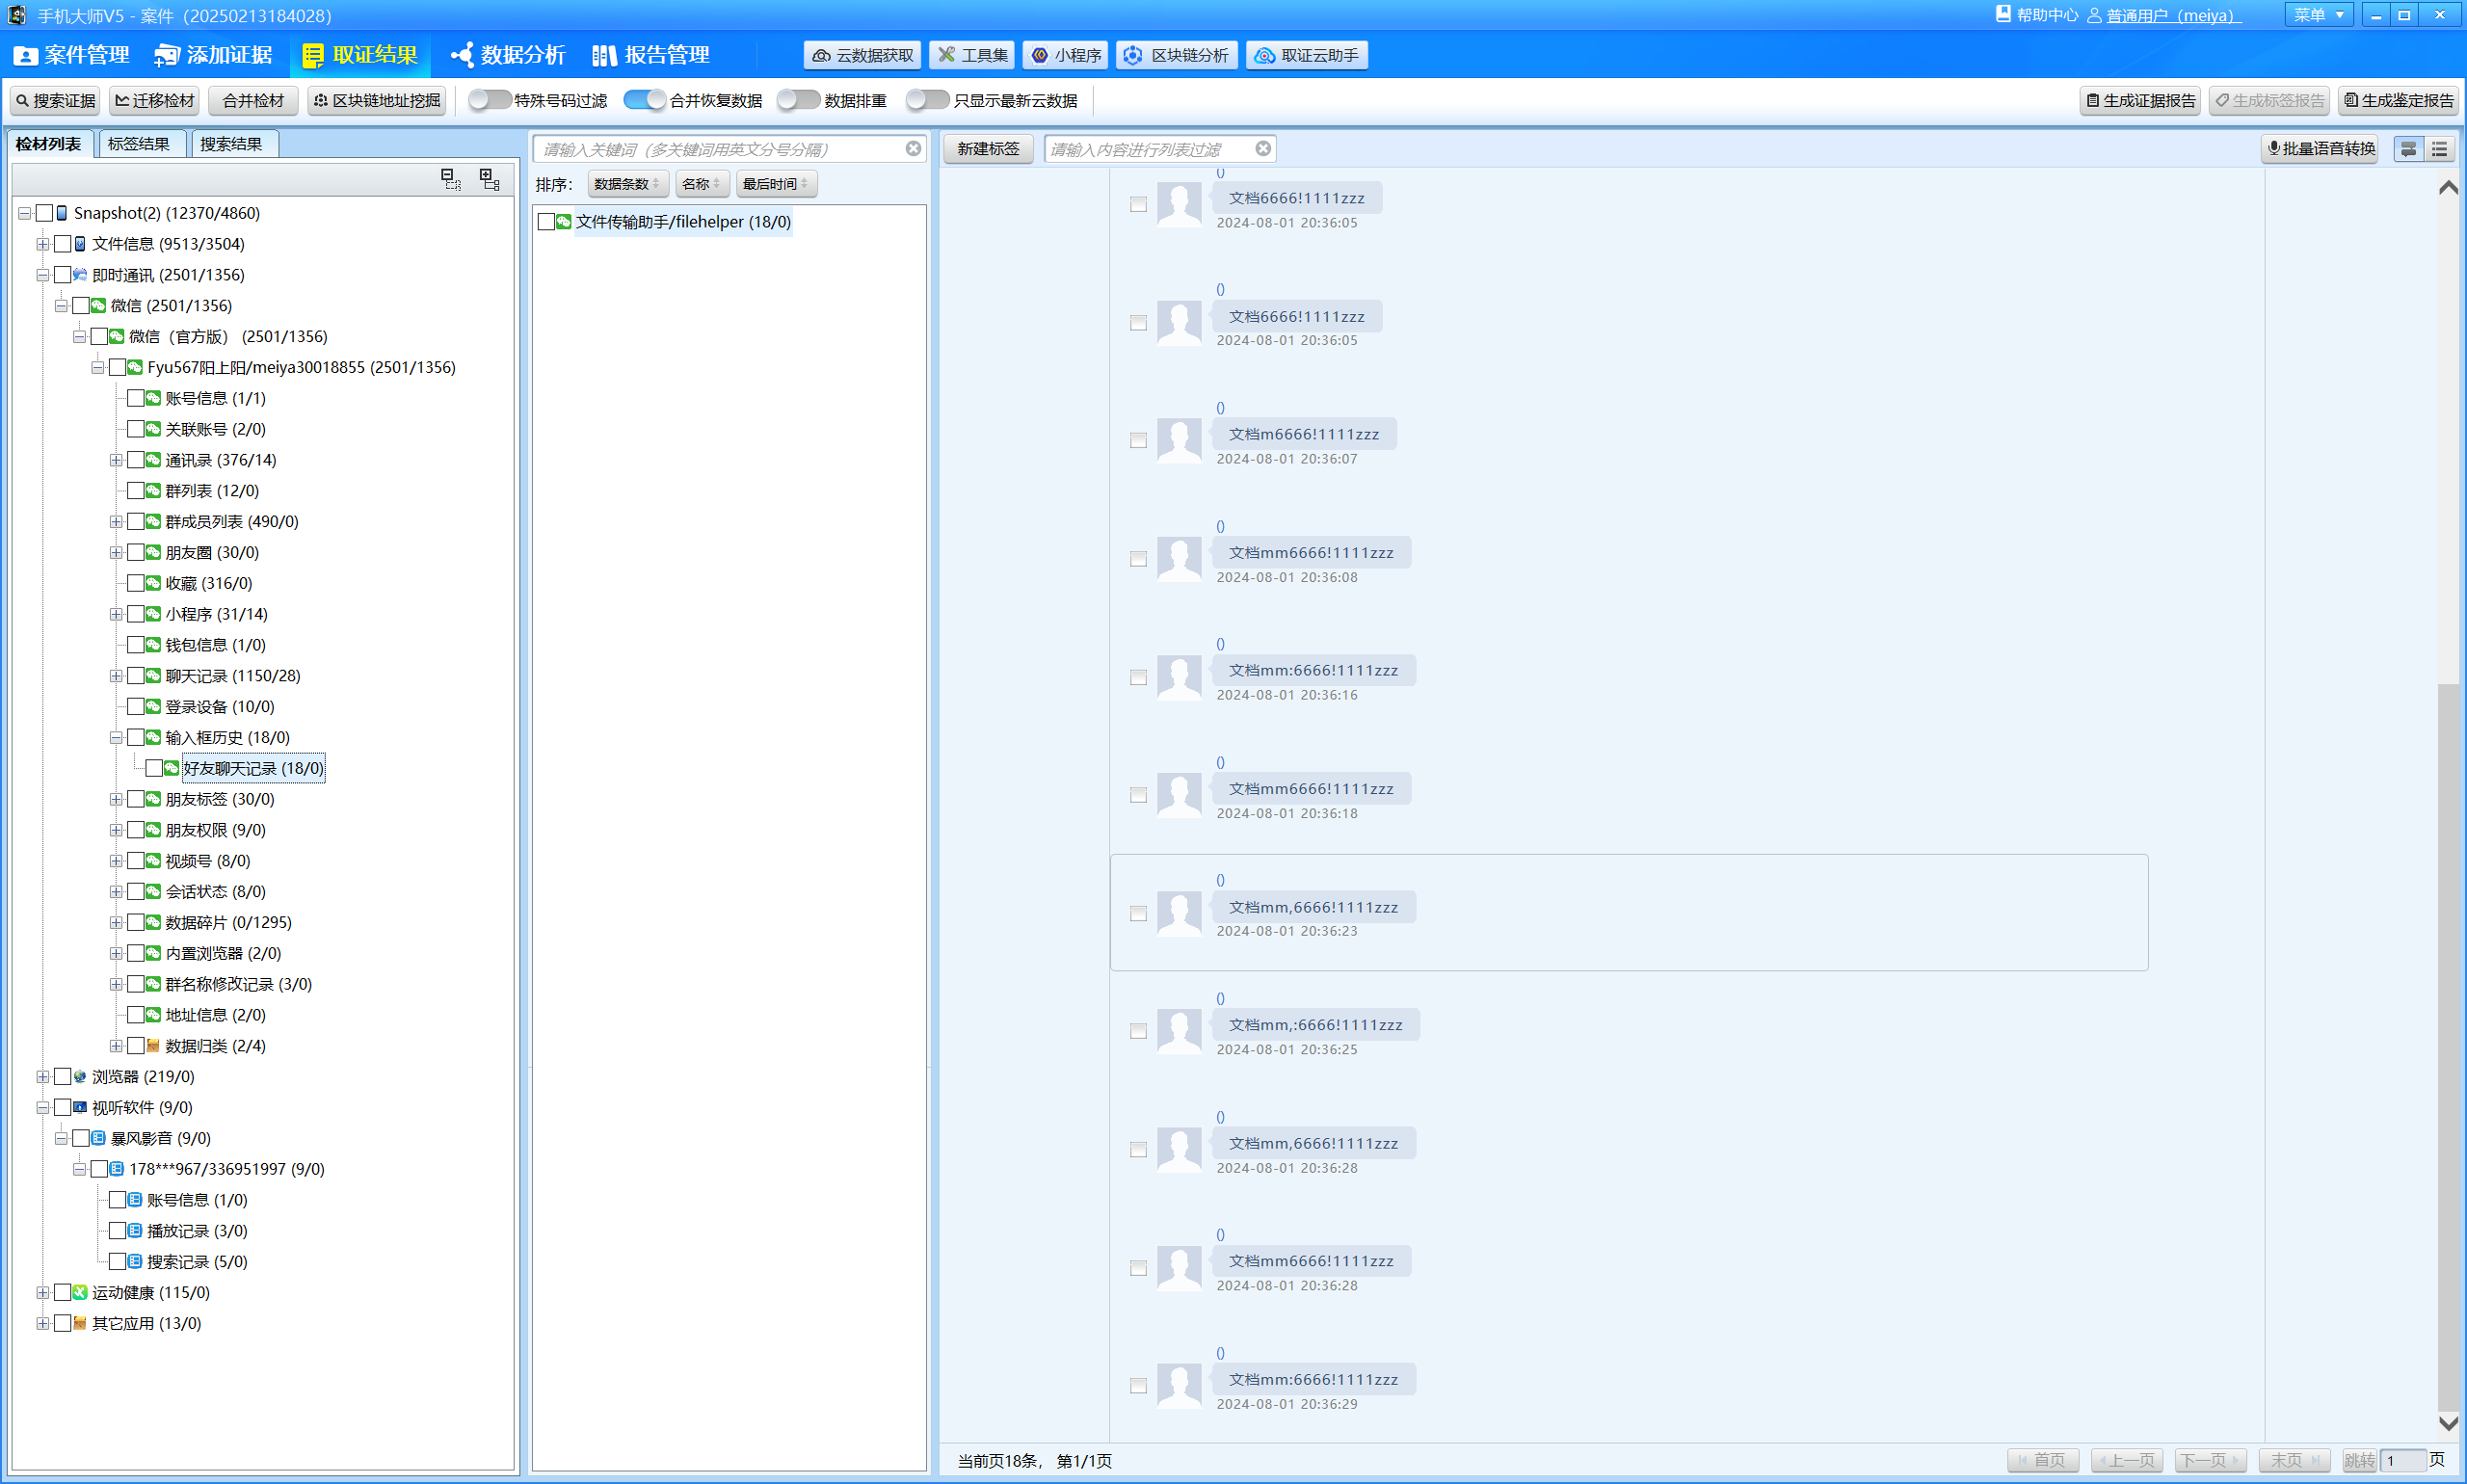 手机大师V5 - 案件（20250213184028）
帮助中心 普通用户（meiya） 菜单
案件管理 添加证据 取证结果 数据分析 报告管理 云数据获取 工具集 小程序 区块链分析 取证云助手
搜索证据 迁移检材 合并检材 区块链地址挖掘 特殊号码过滤 合并恢复数据 数据排重 只显示最新云数据 生成证据报告 生成标签报告 生成鉴定报告
检材列表 标签结果 搜索结果
Snapshot(2) (12370/4860)
文件信息 (9513/3504)
即时通讯 (2501/1356)
微信 (2501/1356)
微信（官方版） (2501/1356)
Fyu567阳上阳/meiya30018855 (2501/1356)
账号信息 (1/1)
关联账号 (2/0)
通讯录 (376/14)
群列表 (12/0)
群成员列表 (490/0)
朋友圈 (30/0)
收藏 (316/0)
小程序 (31/14)
钱包信息 (1/0)
聊天记录 (1150/28)
登录设备 (10/0)
输入框历史 (18/0)
好友聊天记录 (18/0)
朋友标签 (30/0)
朋友权限 (9/0)
视频号 (8/0)
会话状态 (8/0)
数据碎片 (0/1295)
内置浏览器 (2/0)
群名称修改记录 (3/0)
地址信息 (2/0)
数据归类 (2/4)
浏览器 (219/0)
视听软件 (9/0)
暴风影音 (9/0)
178***967/336951997 (9/0)
账号信息 (1/0)
播放记录 (3/0)
搜索记录 (5/0)
运动健康 (115/0)
其它应用 (13/0)
请输入关键词（多关键词用英文分号分隔）
排序： 数据条数 名称 最后时间
文件传输助手/filehelper (18/0)
新建标签 请输入内容进行列表过滤 批量语音转换
()
文档6666!1111zzz
2024-08-01 20:36:05
()
文档6666!1111zzz
2024-08-01 20:36:05
()
文档m6666!1111zzz
2024-08-01 20:36:07
()
文档mm6666!1111zzz
2024-08-01 20:36:08
()
文档mm:6666!1111zzz
2024-08-01 20:36:16
()
文档mm6666!1111zzz
2024-08-01 20:36:18
()
文档mm,6666!1111zzz
2024-08-01 20:36:23
()
文档mm,:6666!1111zzz
2024-08-01 20:36:25
()
文档mm,6666!1111zzz
2024-08-01 20:36:28
()
文档mm6666!1111zzz
2024-08-01 20:36:28
()
文档mm:6666!1111zzz
2024-08-01 20:36:29
当前页18条， 第1/1页
首页 上一页 下一页 末页 跳转 1 页